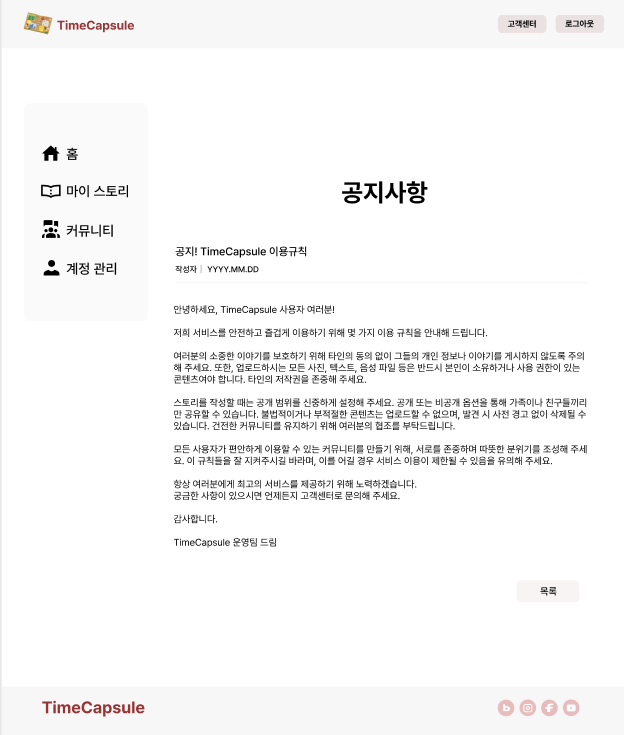 TimeCapsule
고객센터
로그아웃
홈
마이 스토리
커뮤니티
계정 관리
공지사항
공지! TimeCapsule 이용규칙
작성자 | YYYY.MM.DD
안녕하세요, TimeCapsule 사용자 여러분!
저희 서비스를 안전하고 즐겁게 이용하기 위해 몇 가지 이용 규칙을 안내해 드립니다.
여러분의 소중한 이야기를 보호하기 위해 타인의 동의 없이 그들의 개인 정보나 이야기를 게시하지 않도록 주의
해 주세요. 또한, 업로드하시는 모든 사진, 텍스트, 음성 파일 등은 반드시 본인이 소유하거나 사용 권한이 있는
콘텐츠여야 합니다. 타인의 저작권을 존중해 주세요.
스토리를 작성할 때는 공개 범위를 신중하게 설정해 주세요. 공개 또는 비공개 옵션을 통해 가족이나 친구들끼리
만 공유할 수 있습니다. 불법적이거나 부적절한 콘텐츠는 업로드할 수 없으며, 발견 시 사전 경고 없이 삭제될 수
있습니다. 건전한 커뮤니티를 유지하기 위해 여러분의 협조를 부탁드립니다.
모든 사용자가 편안하게 이용할 수 있는 커뮤니티를 만들기 위해, 서로를 존중하며 따뜻한 분위기를 조성해 주세
요. 이 규칙들을 잘 지켜주시길 바라며, 이를 어길 경우 서비스 이용이 제한될 수 있음을 유의해 주세요.
항상 여러분에게 최고의 서비스를 제공하기 위해 노력하겠습니다.
궁금한 사항이 있으시면 언제든지 고객센터로 문의해 주세요.
감사합니다.
TimeCapsule 운영팀 드림
목록
TimeCapsule